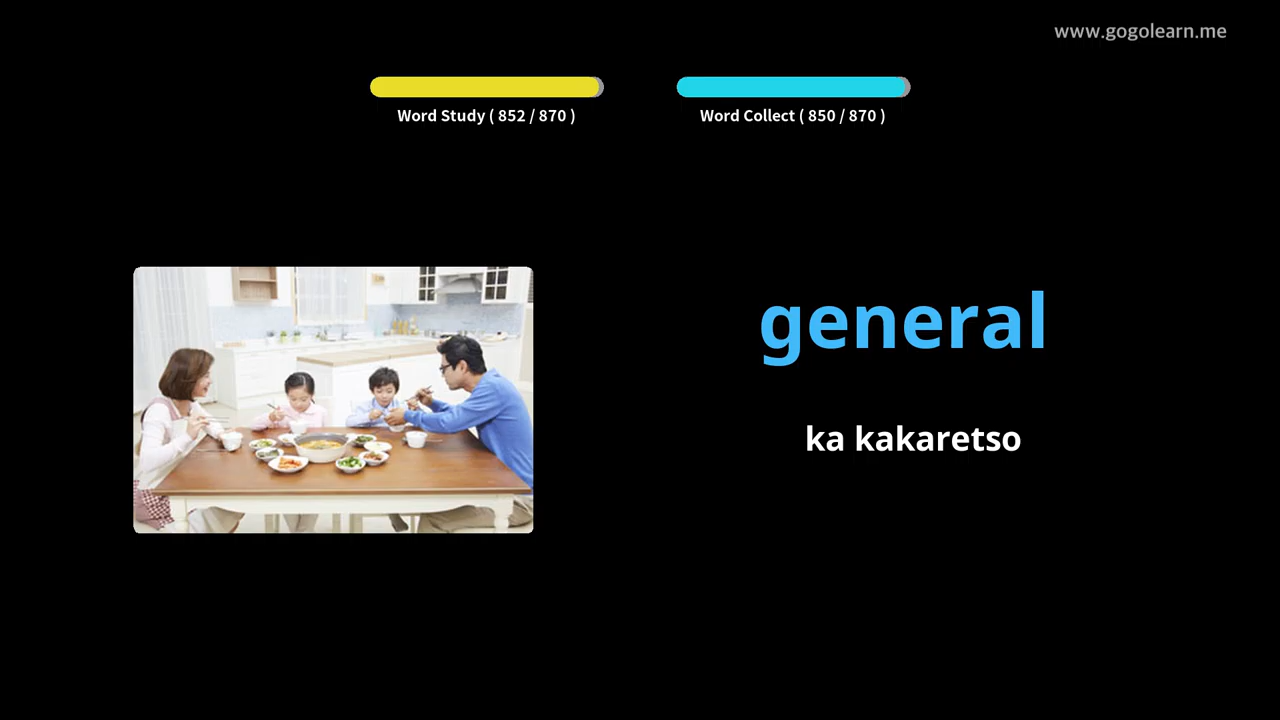 www.gogolearn.me
Word Study ( 852 / 870 )
Word Collect ( 850 / 870 )
general
ka kakaretso